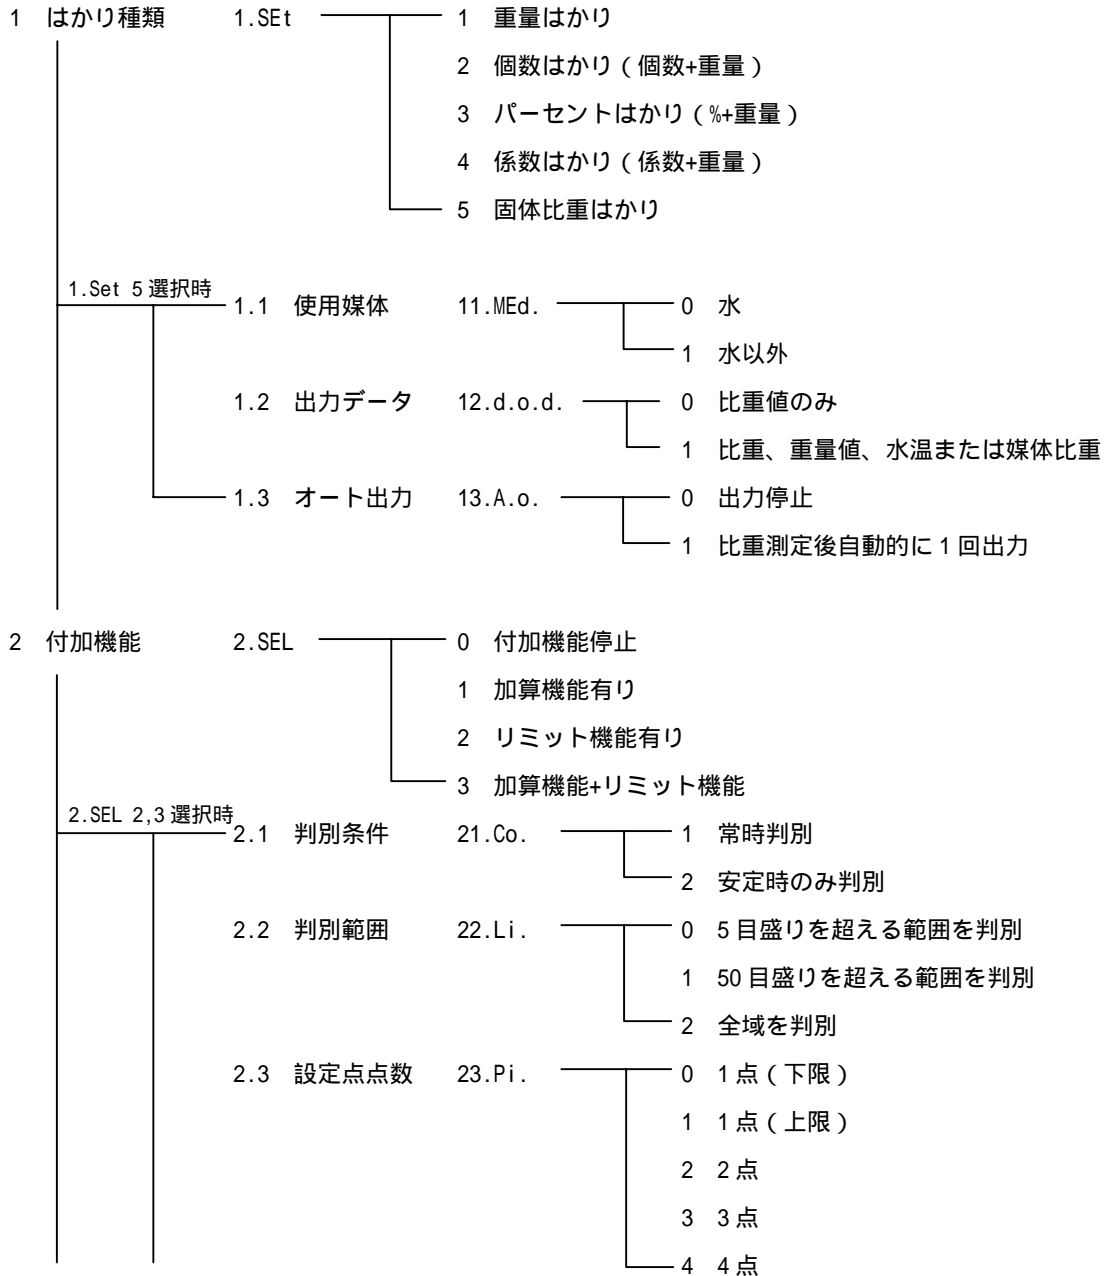 1 はかり種類 1.SEt 1 重量はかり
2 個数はかり(個数+重量)
3 パーセントはかり(%+重量)
4 係数はかり(係数+重量)
5 固体比重はかり
1.Set 5選択時
1.1 使用媒体 11.MEd. 0 水
1 水以外
1.2 出力データ 12.d.o.d. 0 比重値のみ
1 比重、重量値、水温または媒体比重
1.3 オート出力 13.A.o. 0 出力停止
1 比重測定後自動的に1回出力
2 付加機能 2.SEL 0 付加機能停止
1 加算機能有り
2 リミット機能有り
3 加算機能+リミット機能
2.SEL 2,3選択時
2.1 判別条件 21.Co. 1 常時判別
2 安定時のみ判別
2.2 判別範囲 22.Li. 0 5目盛りを超える範囲を判別
1 50目盛りを超える範囲を判別
2 全域を判別
2.3 設定点点数 23.Pi. 0 1点(下限)
1 1点(上限)
2 2点
3 3点
4 4点